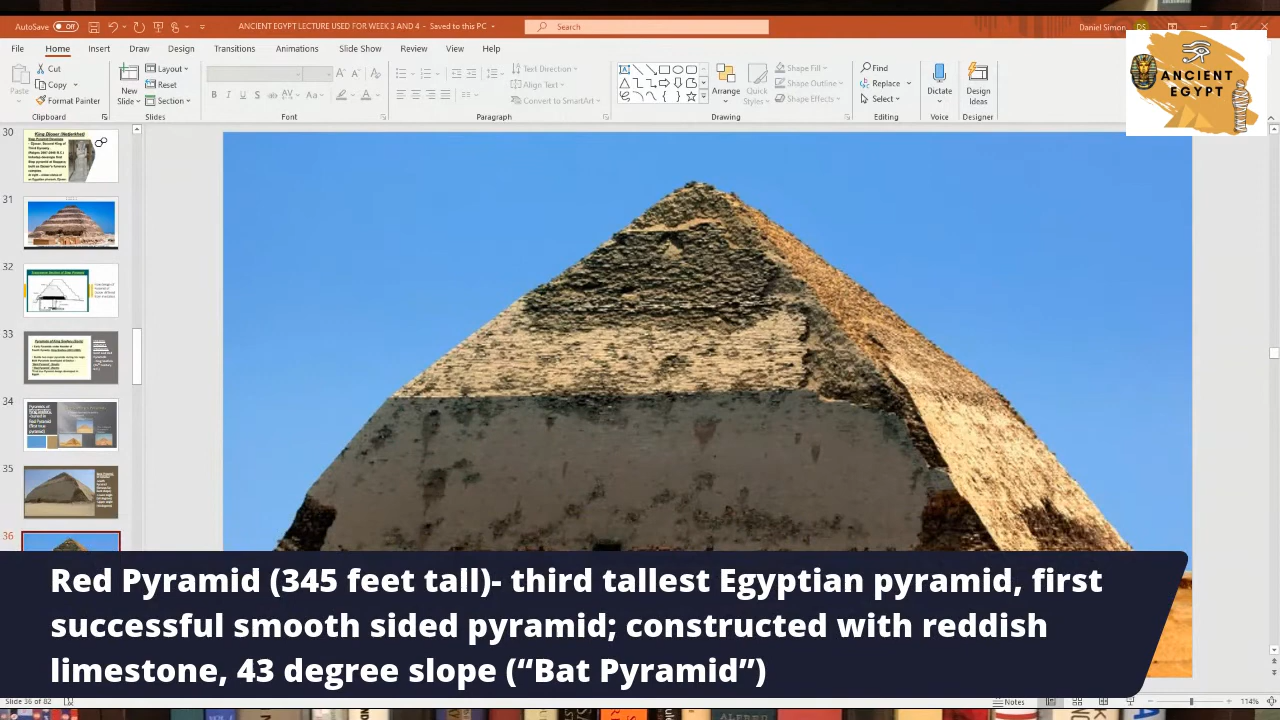 AutoSave
Off
ANCIENT EGYPT LECTURE USED FOR WEEK 3 AND 4 - Saved to this PC
Search
Daniel Simon
DS
File Home Insert Draw Design Transitions Animations Slide Show Review View Help
Cut
Copy
Format Painter
Paste
Clipboard
New Slide
Layout
Reset
Section
Slides
Font
Text Direction
Align Text
Convert to SmartArt
Paragraph
Arrange
Quick Styles
Shape Fill
Shape Outline
Shape Effects
Drawing
Find
Replace
Select
Editing
Dictate
Voice
Design Ideas
Designer
ANCIENT
EGYPT
30
King Djoser (Netjerikhet)
31
32
33
34
35
36
Red Pyramid (345 feet tall)- third tallest Egyptian pyramid, first
successful smooth sided pyramid; constructed with reddish
limestone, 43 degree slope (“Bat Pyramid”)
Slide 36 of 82
Notes
114%